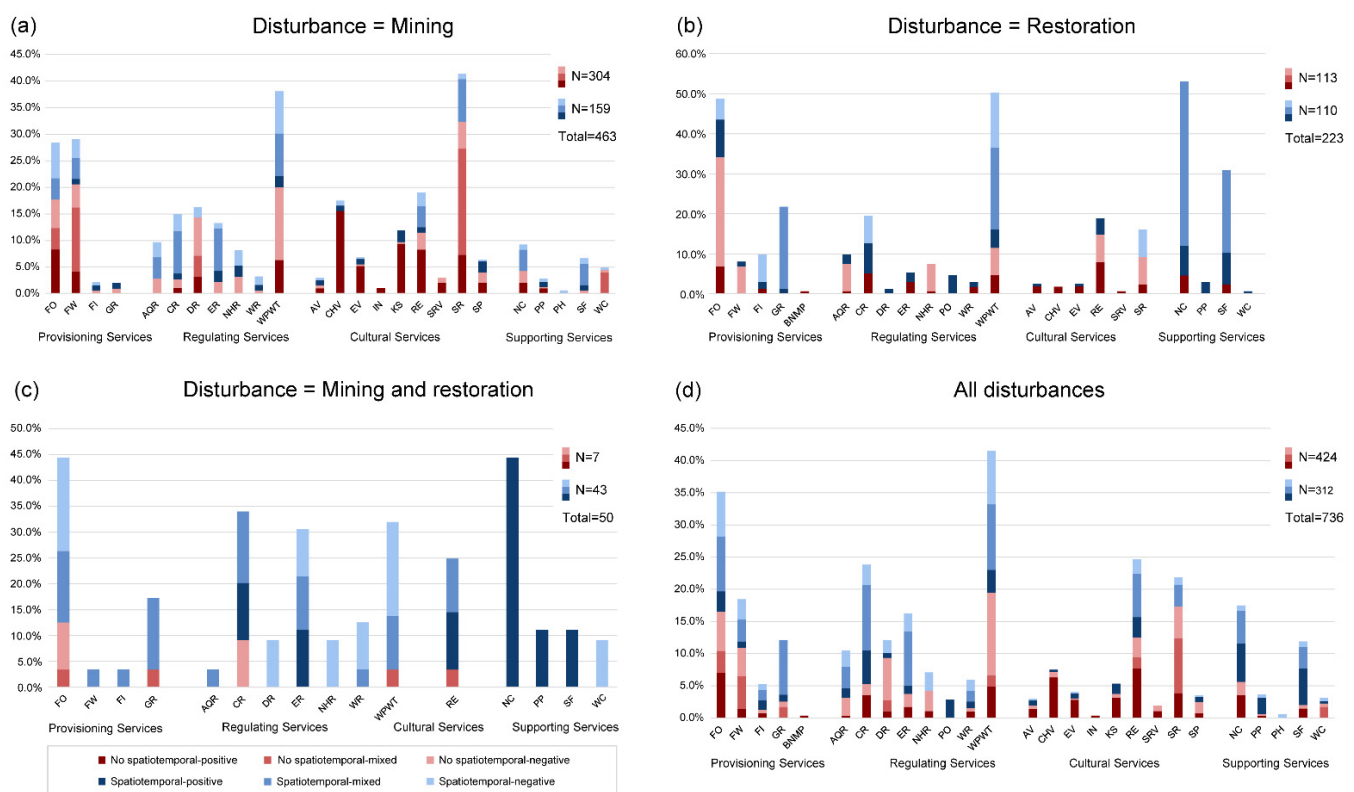 (a) Disturbance = Mining
45.0%
40.0%
35.0%
30.0%
25.0%
20.0%
15.0%
10.0%
5.0%
0.0%
N=304
N=159
Total=463
FO FW FI GR AQR CR DR ER NHR WR WPWT AV CHV EV IN KS RE SRV SR SP NC PP PH SF WC
Provisioning Services Regulating Services Cultural Services Supporting Services
(b) Disturbance = Restoration
60.0%
50.0%
40.0%
30.0%
20.0%
10.0%
0.0%
N=113
N=110
Total=223
FO FW FI GR BNMP AQR CR DR ER NHR PO WR WPWT AV CHV EV RE SRV SR NC PP SF WC
Provisioning Services Regulating Services Cultural Services Supporting Services
(c) Disturbance = Mining and restoration
50.0%
45.0%
40.0%
35.0%
30.0%
25.0%
20.0%
15.0%
10.0%
5.0%
0.0%
N=7
N=43
Total=50
FO FW FI GR AQR CR DR ER NHR WR WPWT RE NC PP SF WC
Provisioning Services Regulating Services Cultural Services Supporting Services
No spatiotemporal-positive No spatiotemporal-mixed No spatiotemporal-negative
Spatiotemporal-positive Spatiotemporal-mixed Spatiotemporal-negative
(d) All disturbances
45.0%
40.0%
35.0%
30.0%
25.0%
20.0%
15.0%
10.0%
5.0%
0.0%
N=424
N=312
Total=736
FO FW FI GR BNMP AQR CR DR ER NHR PO WR WPWT AV CHV EV IN KS RE SRV SR SP NC PP PH SF WC
Provisioning Services Regulating Services Cultural Services Supporting Services